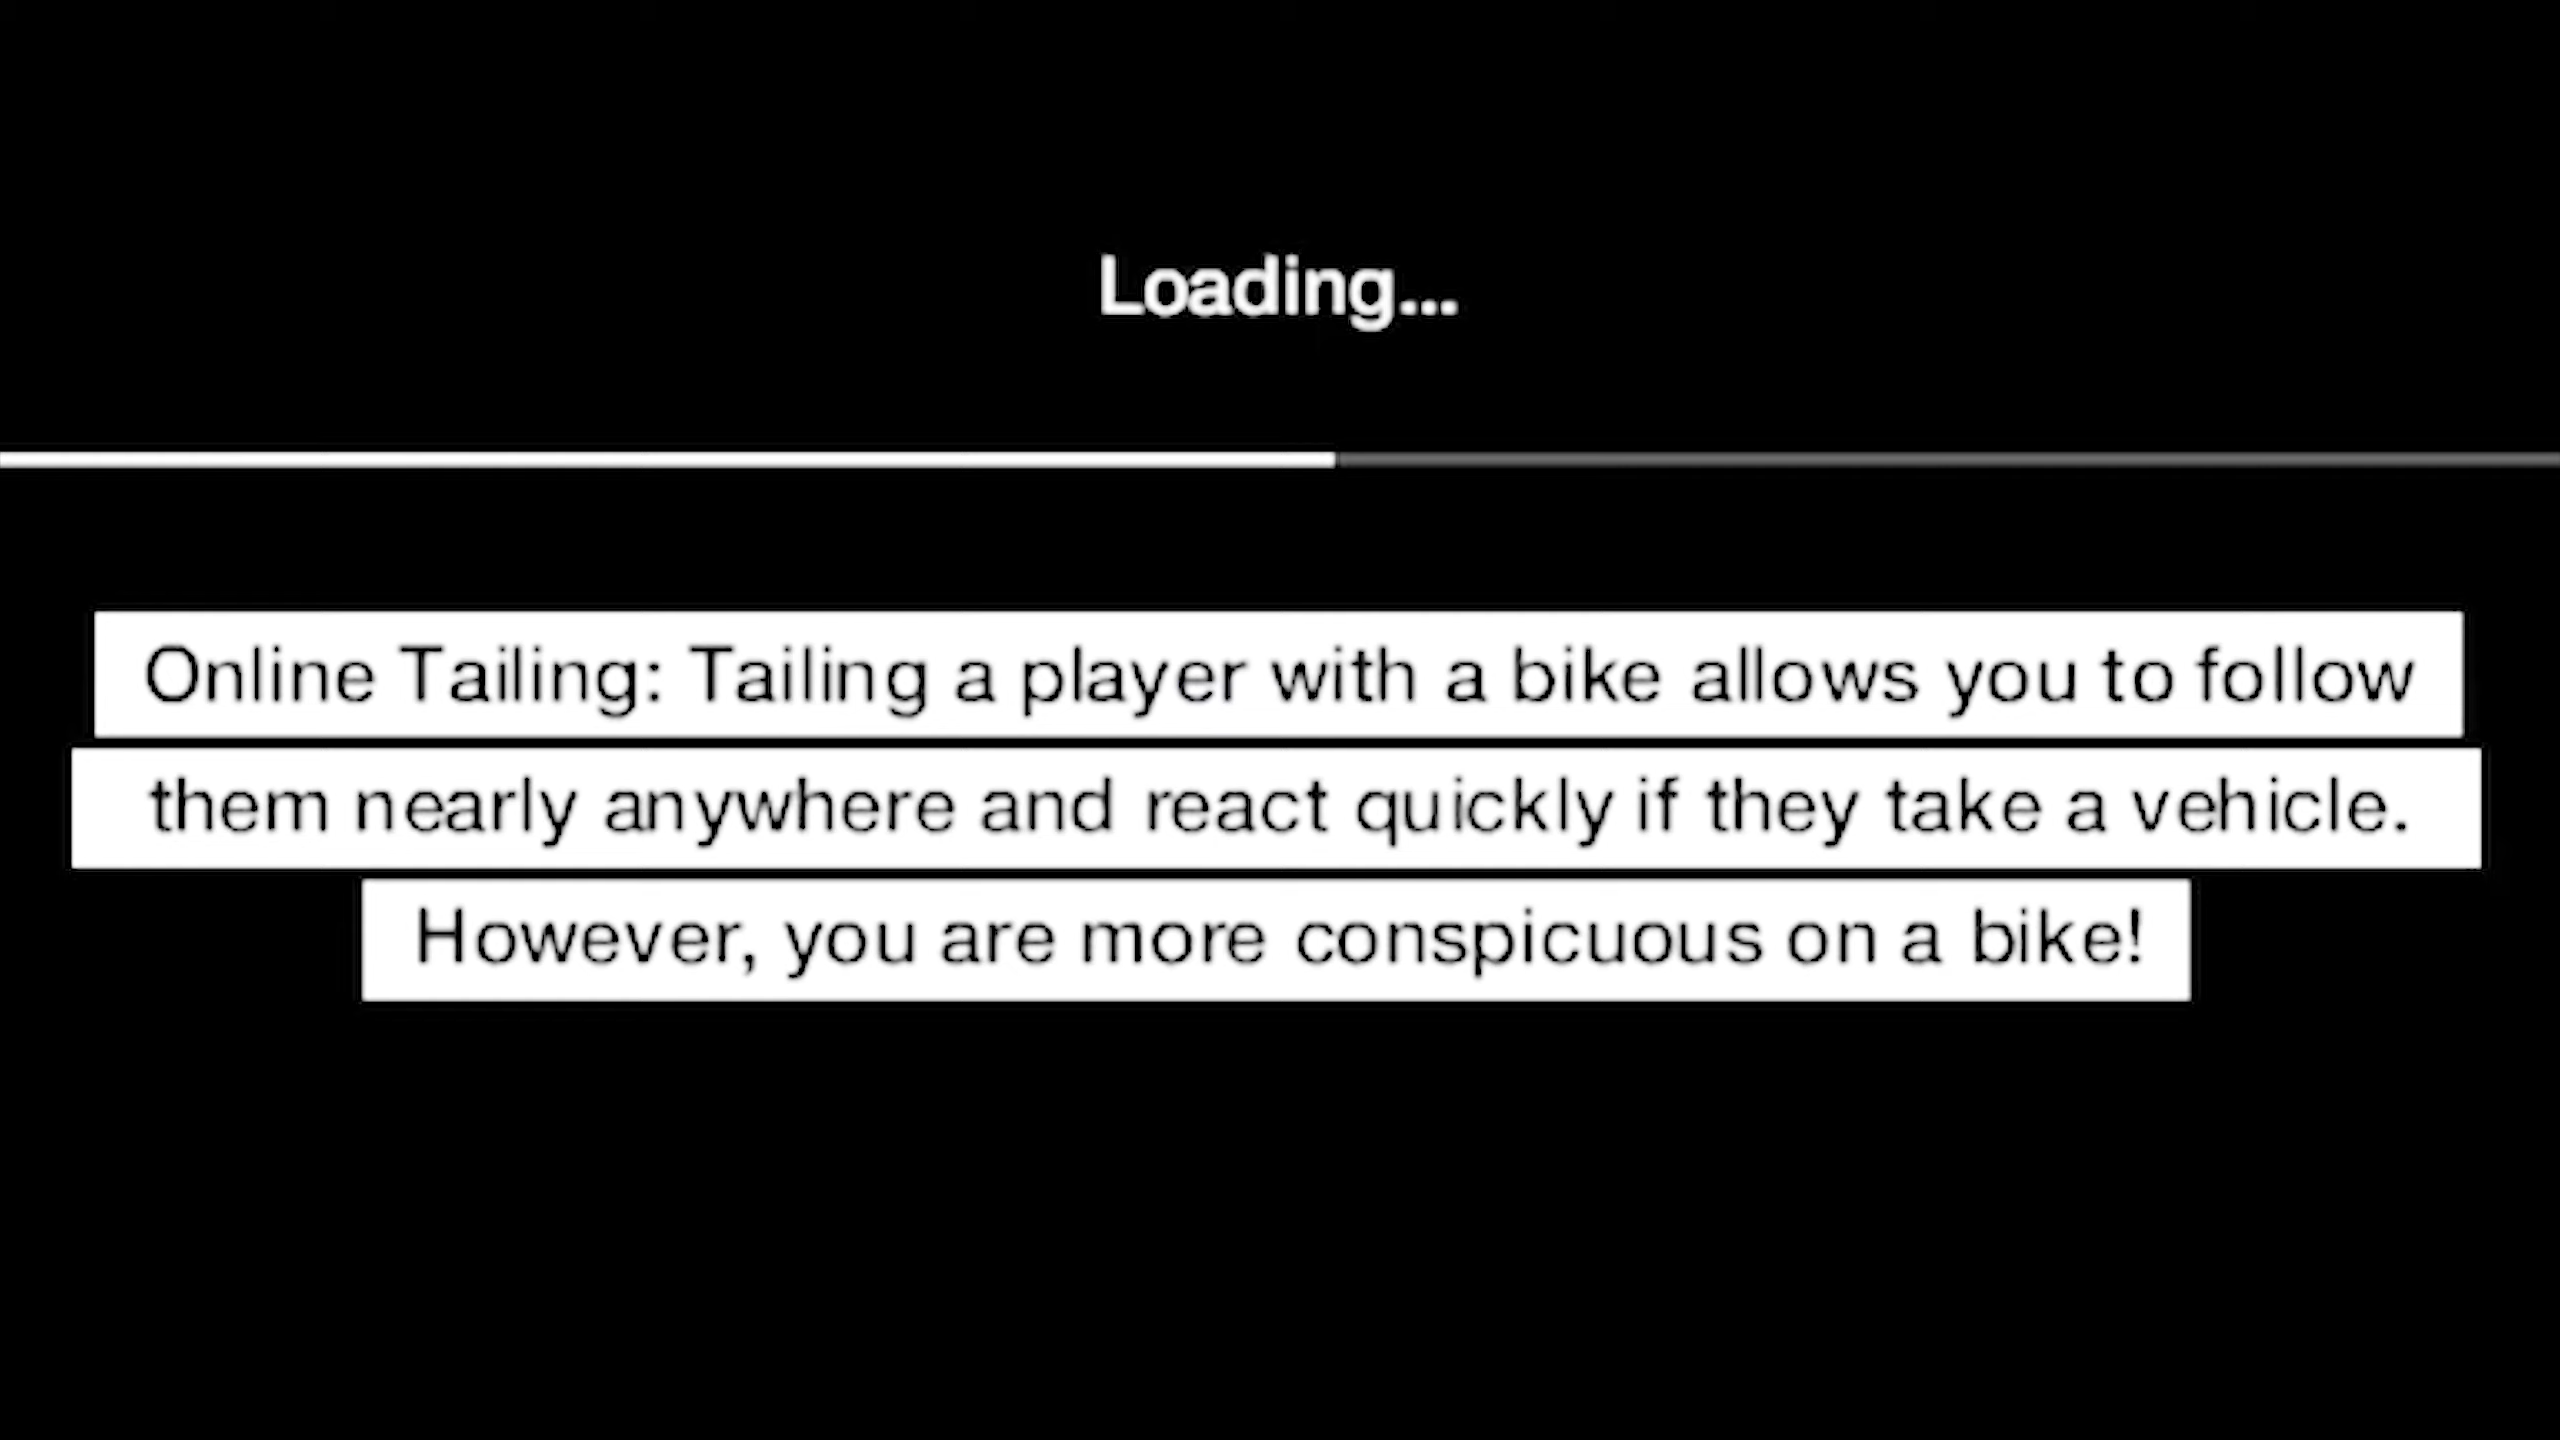 Loading...
Online Tailing: Tailing a player with a bike allows you to follow
them nearly anywhere and react quickly if they take a vehicle.
However, you are more conspicuous on a bike!